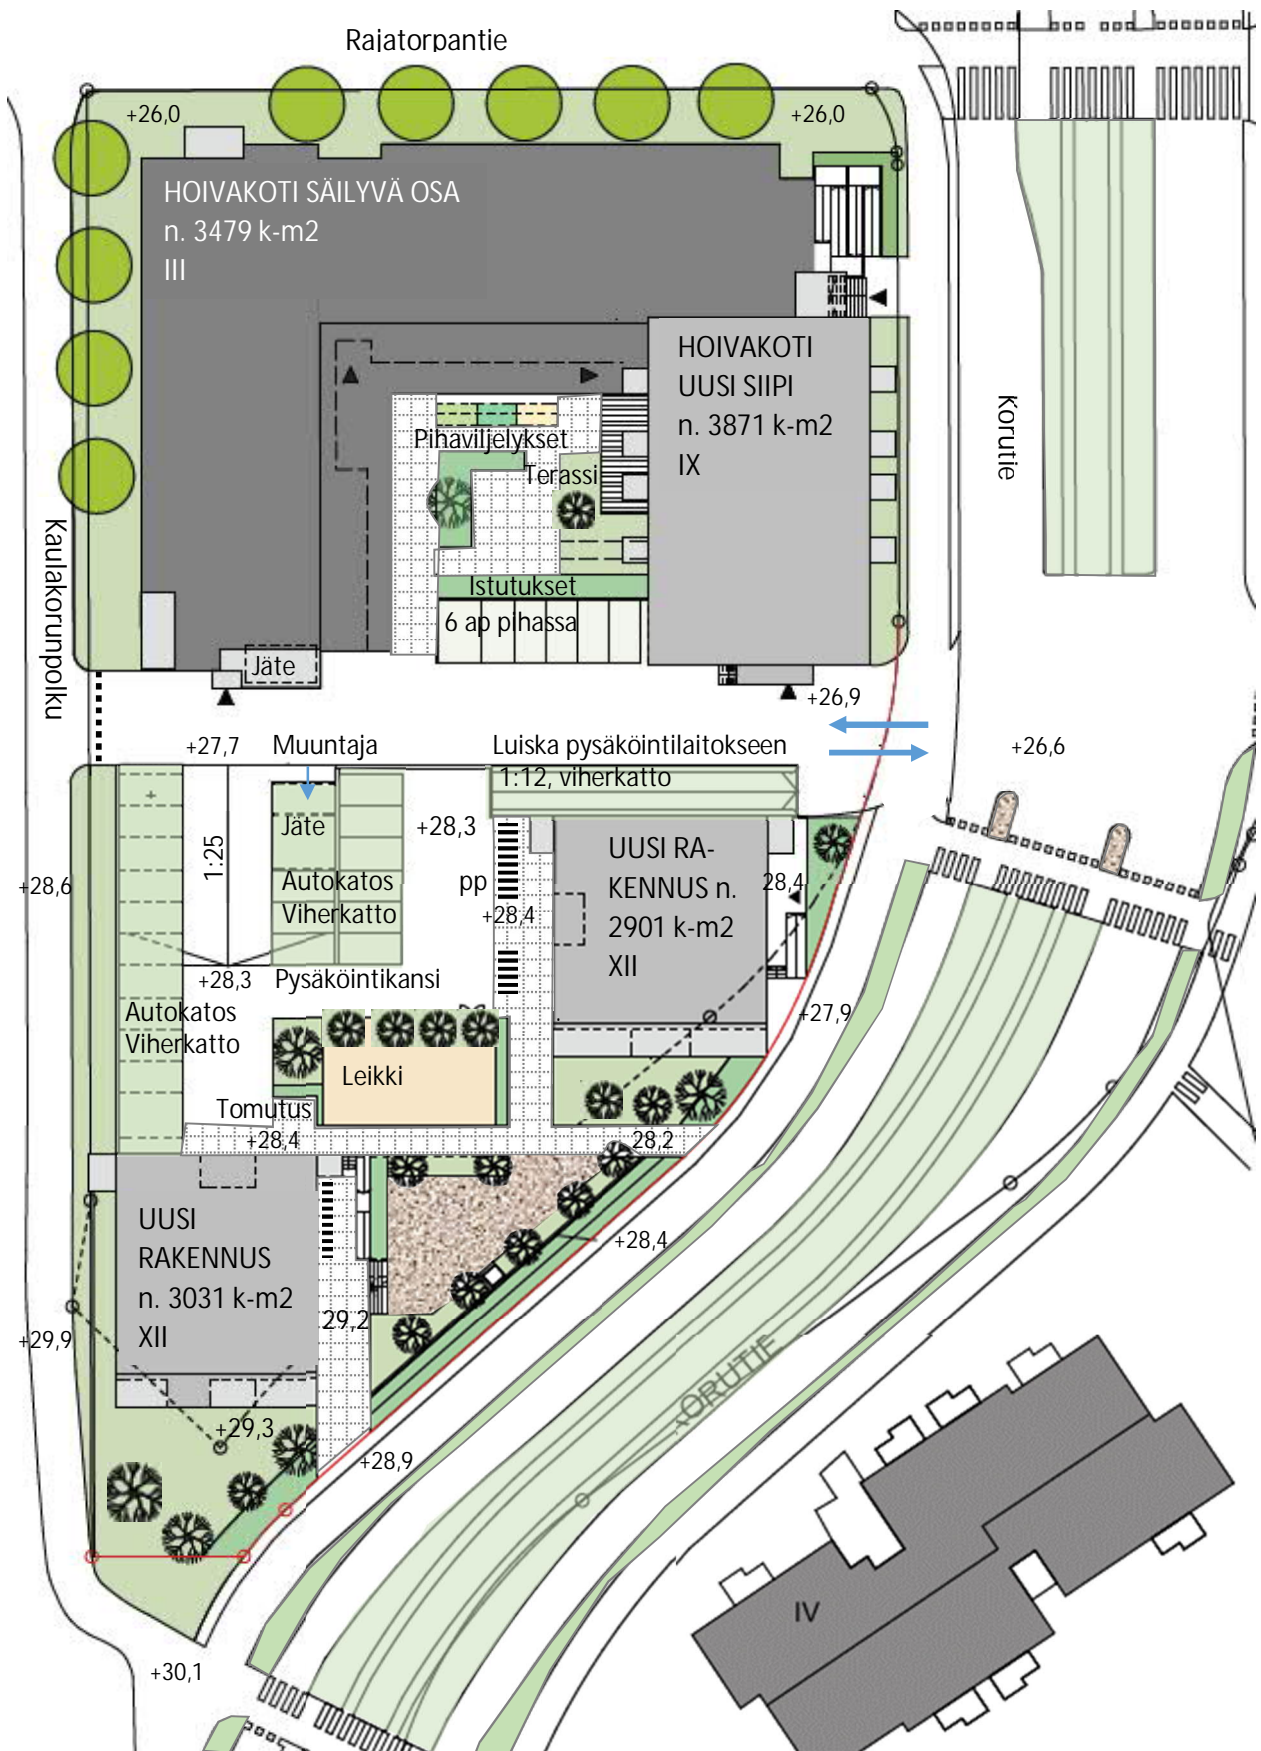 Rajatorpantie
+26,0
+26,0
HOIVAKOTI SÄILYVÄ OSA
n. 3479 k-m2
III
HOIVAKOTI
UUSI SIIPI
n. 3871 k-m2
IX
Korutie
Pihaviljelykset
Terassi
Istutukset
6 ap pihassa
Kaulakorunpolku
Jäte
+26,9
+27,7
Muuntaja
Luiska pysäköintilaitokseen
1:12, viherkatto
+26,6
1:25
Jäte
+28,3
UUSI RA-
KENNUS n.
2901 k-m2
XII
+28,6
Autokatos
Viherkatto
pp
28,4
+28,4
+28,3
Pysäköintikansi
Autokatos
Viherkatto
+27,9
Leikki
Tomutus
+28,4
28,2
UUSI
RAKENNUS
n. 3031 k-m2
XII
+28,4
29,2
+29,9
KORUTIE
+29,3
+28,9
IV
+30,1